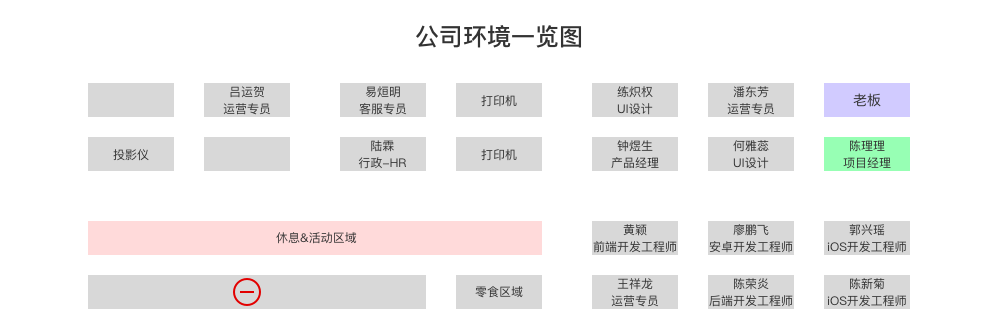 公司环境一览图
吕运贺
运营专员
易烜明
客服专员
打印机
练炽权
UI设计
潘东芳
运营专员
老板
投影仪
陆霖
行政-HR
打印机
钟煜生
产品经理
何雅蕊
UI设计
陈理理
项目经理
休息&活动区域
黄颖
前端开发工程师
廖鹏飞
安卓开发工程师
郭兴瑶
iOS开发工程师
零食区域
王祥龙
运营专员
陈荣炎
后端开发工程师
陈新菊
iOS开发工程师